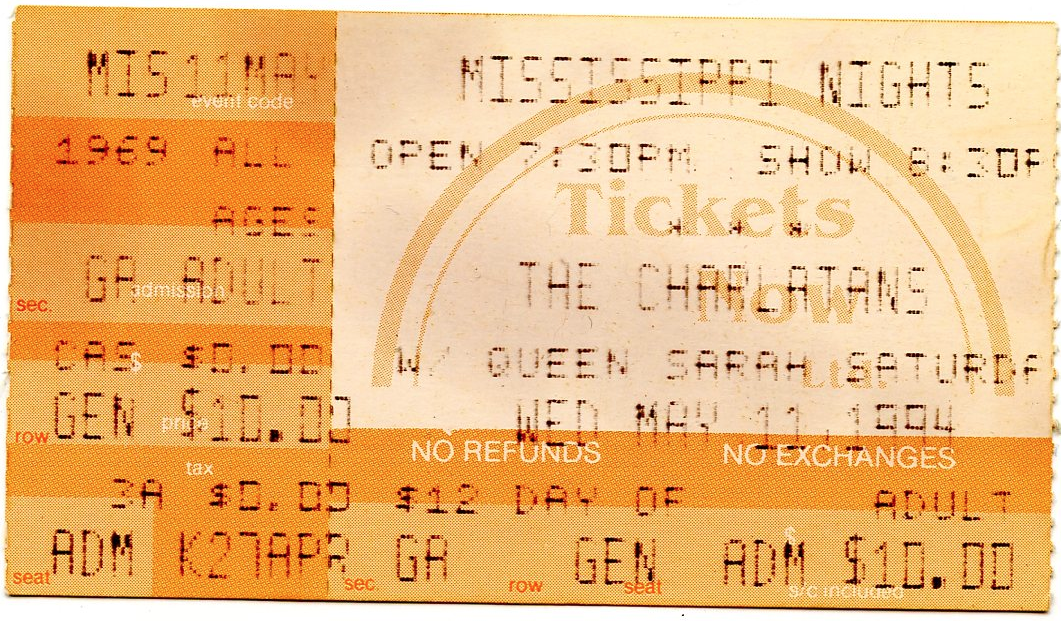 MIS 11MAY
event code
1969 ALL
AGES
GA ADULT
admission
sec.
CAS $0.00
$
GEN $10.00
row
price
tax
3A $0.00
ADM K27APR
seat
MISSISSIPPI NIGHTS
OPEN 7:30PM SHOW 8:30P
Tickets
* * *
THE CHARLATANS
Now
W/ QUEEN SARAH SATURDA
Ltd.
WED MAY 11,1994
NO REFUNDS NO EXCHANGES
$12 DAY OF ADULT
$
GA GEN ADM $10.00
sec. row seat s/c included